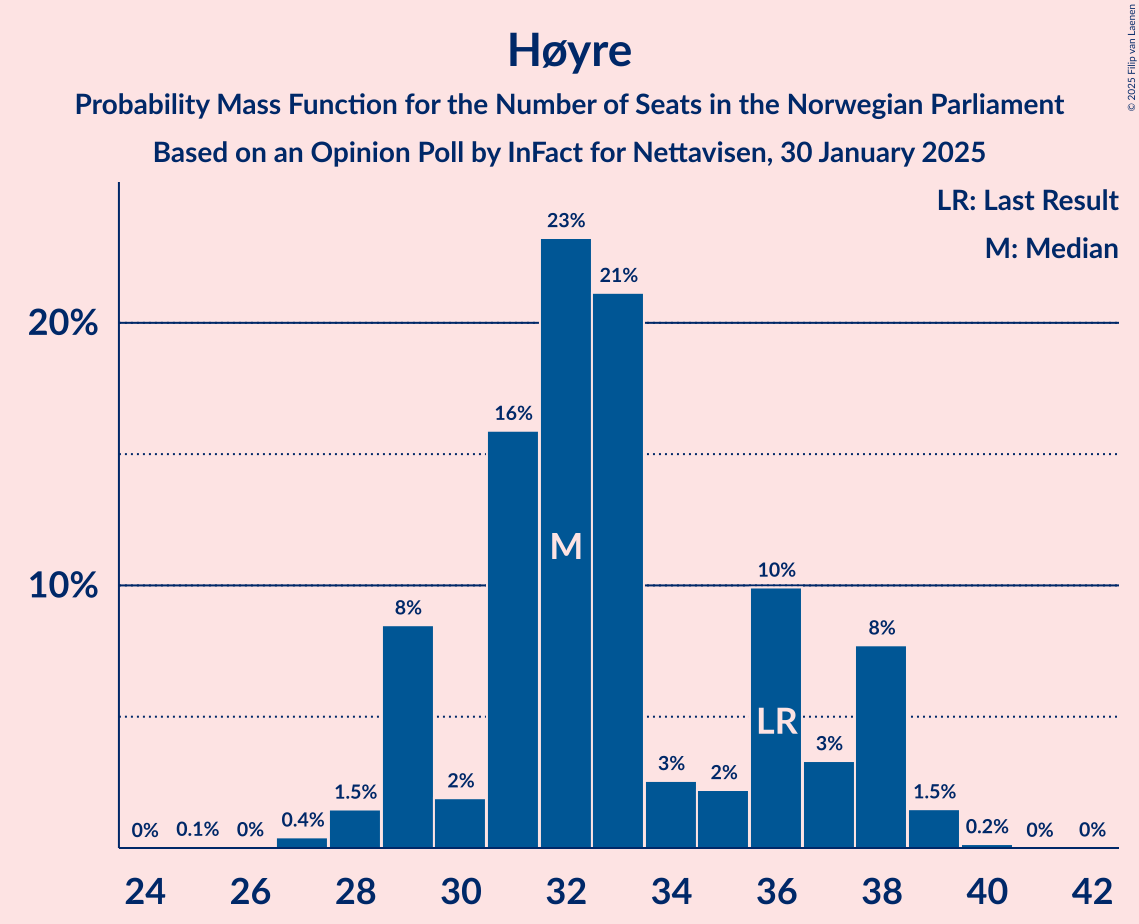 Høyre
Probability Mass Function for the Number of Seats in the Norwegian Parliament
Based on an Opinion Poll by InFact for Nettavisen, 30 January 2025
© 2025 Filip van Laenen
LR: Last Result
M: Median
20%
10%
0%
0.1%
0%
0.4%
1.5%
8%
2%
16%
23%
21%
3%
2%
10%
3%
8%
1.5%
0.2%
0%
0%
M
LR
24 26 28 30 32 34 36 38 40 42